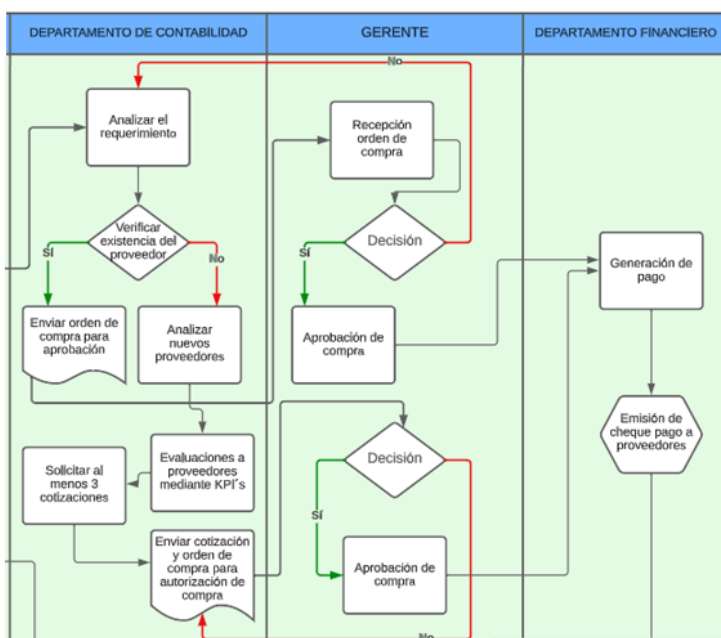 DEPARTAMENTO DE CONTABILIDAD
GERENTE
DEPARTAMENTO FINANCIERO
No
Analizar el
requerimiento
Recepción
orden de
compra
Verificar
existencia del
proveedor
Sí
No
Decisión
Sí
Generación de
pago
Enviar orden de
compra para
aprobación
Analizar
nuevos
proveedores
Aprobación de
compra
Emisión de
cheque pago a
proveedores
Solicitar al
menos 3
cotizaciones
Evaluaciones a
proveedores
mediante KPI´s
Decisión
Sí
Enviar cotización
y orden de
compra para
autorización de
compra
Aprobación de
compra
No